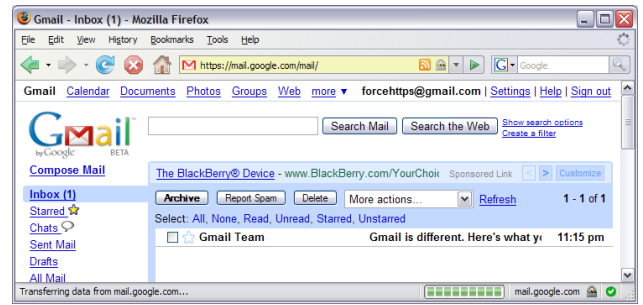 Gmail - Inbox (1) - Mozilla Firefox
File Edit View History Bookmarks Tools Help
https://mail.google.com/mail/ G Google
Gmail Calendar Documents Photos Groups Web more ▼ forcehttps@gmail.com | Settings | Help | Sign out
Gmail by Google BETA
Search Mail Search the Web Show search options
Create a filter
Compose Mail
The BlackBerry® Device - www.BlackBerry.com/YourChoic Sponsored Link < > Customize
Inbox (1)
Archive Report Spam Delete More actions... Refresh 1 - 1 of 1
Starred
Select: All, None, Read, Unread, Starred, Unstarred
Chats
Gmail Team Gmail is different. Here's what yo 11:15 pm
Sent Mail
Drafts
All Mail
Transferring data from mail.google.com... mail.google.com